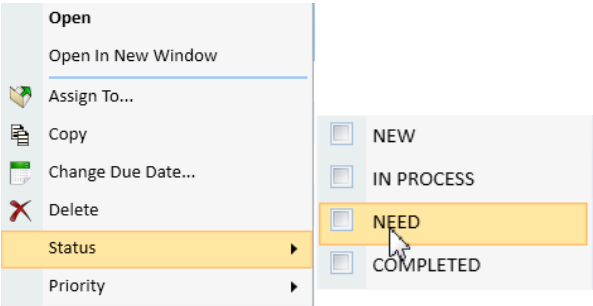 Open
Open In New Window
Assign To...
Copy
Change Due Date...
Delete
Status
Priority
NEW
IN PROCESS
NEED
COMPLETED